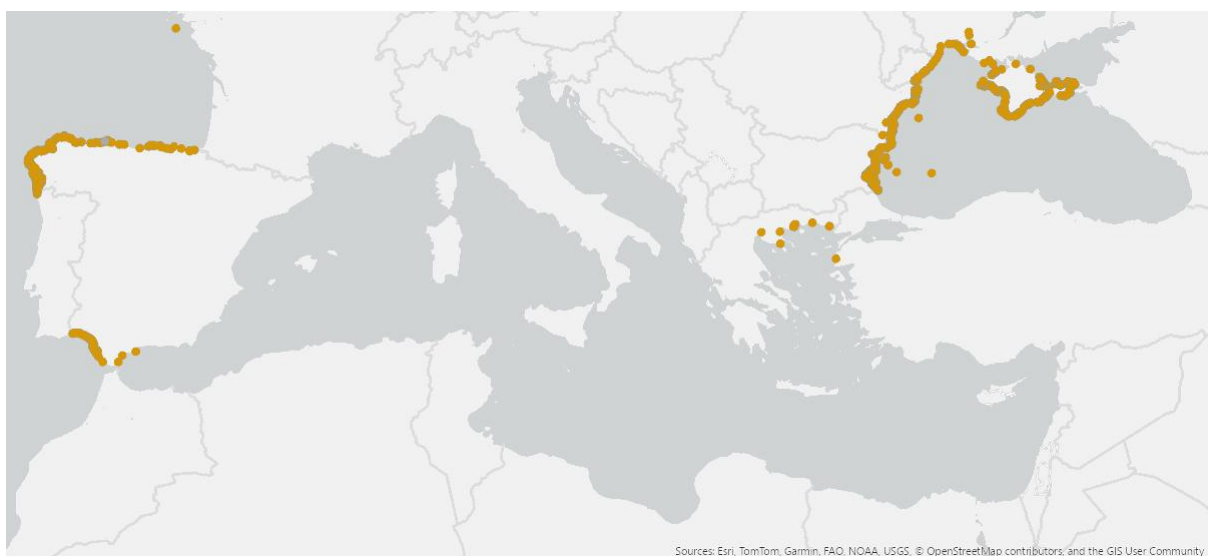 Sources: Esri, TomTom, Garmin, FAO, NOAA, USGS, © OpenStreetMap contributors, and the GIS User Community